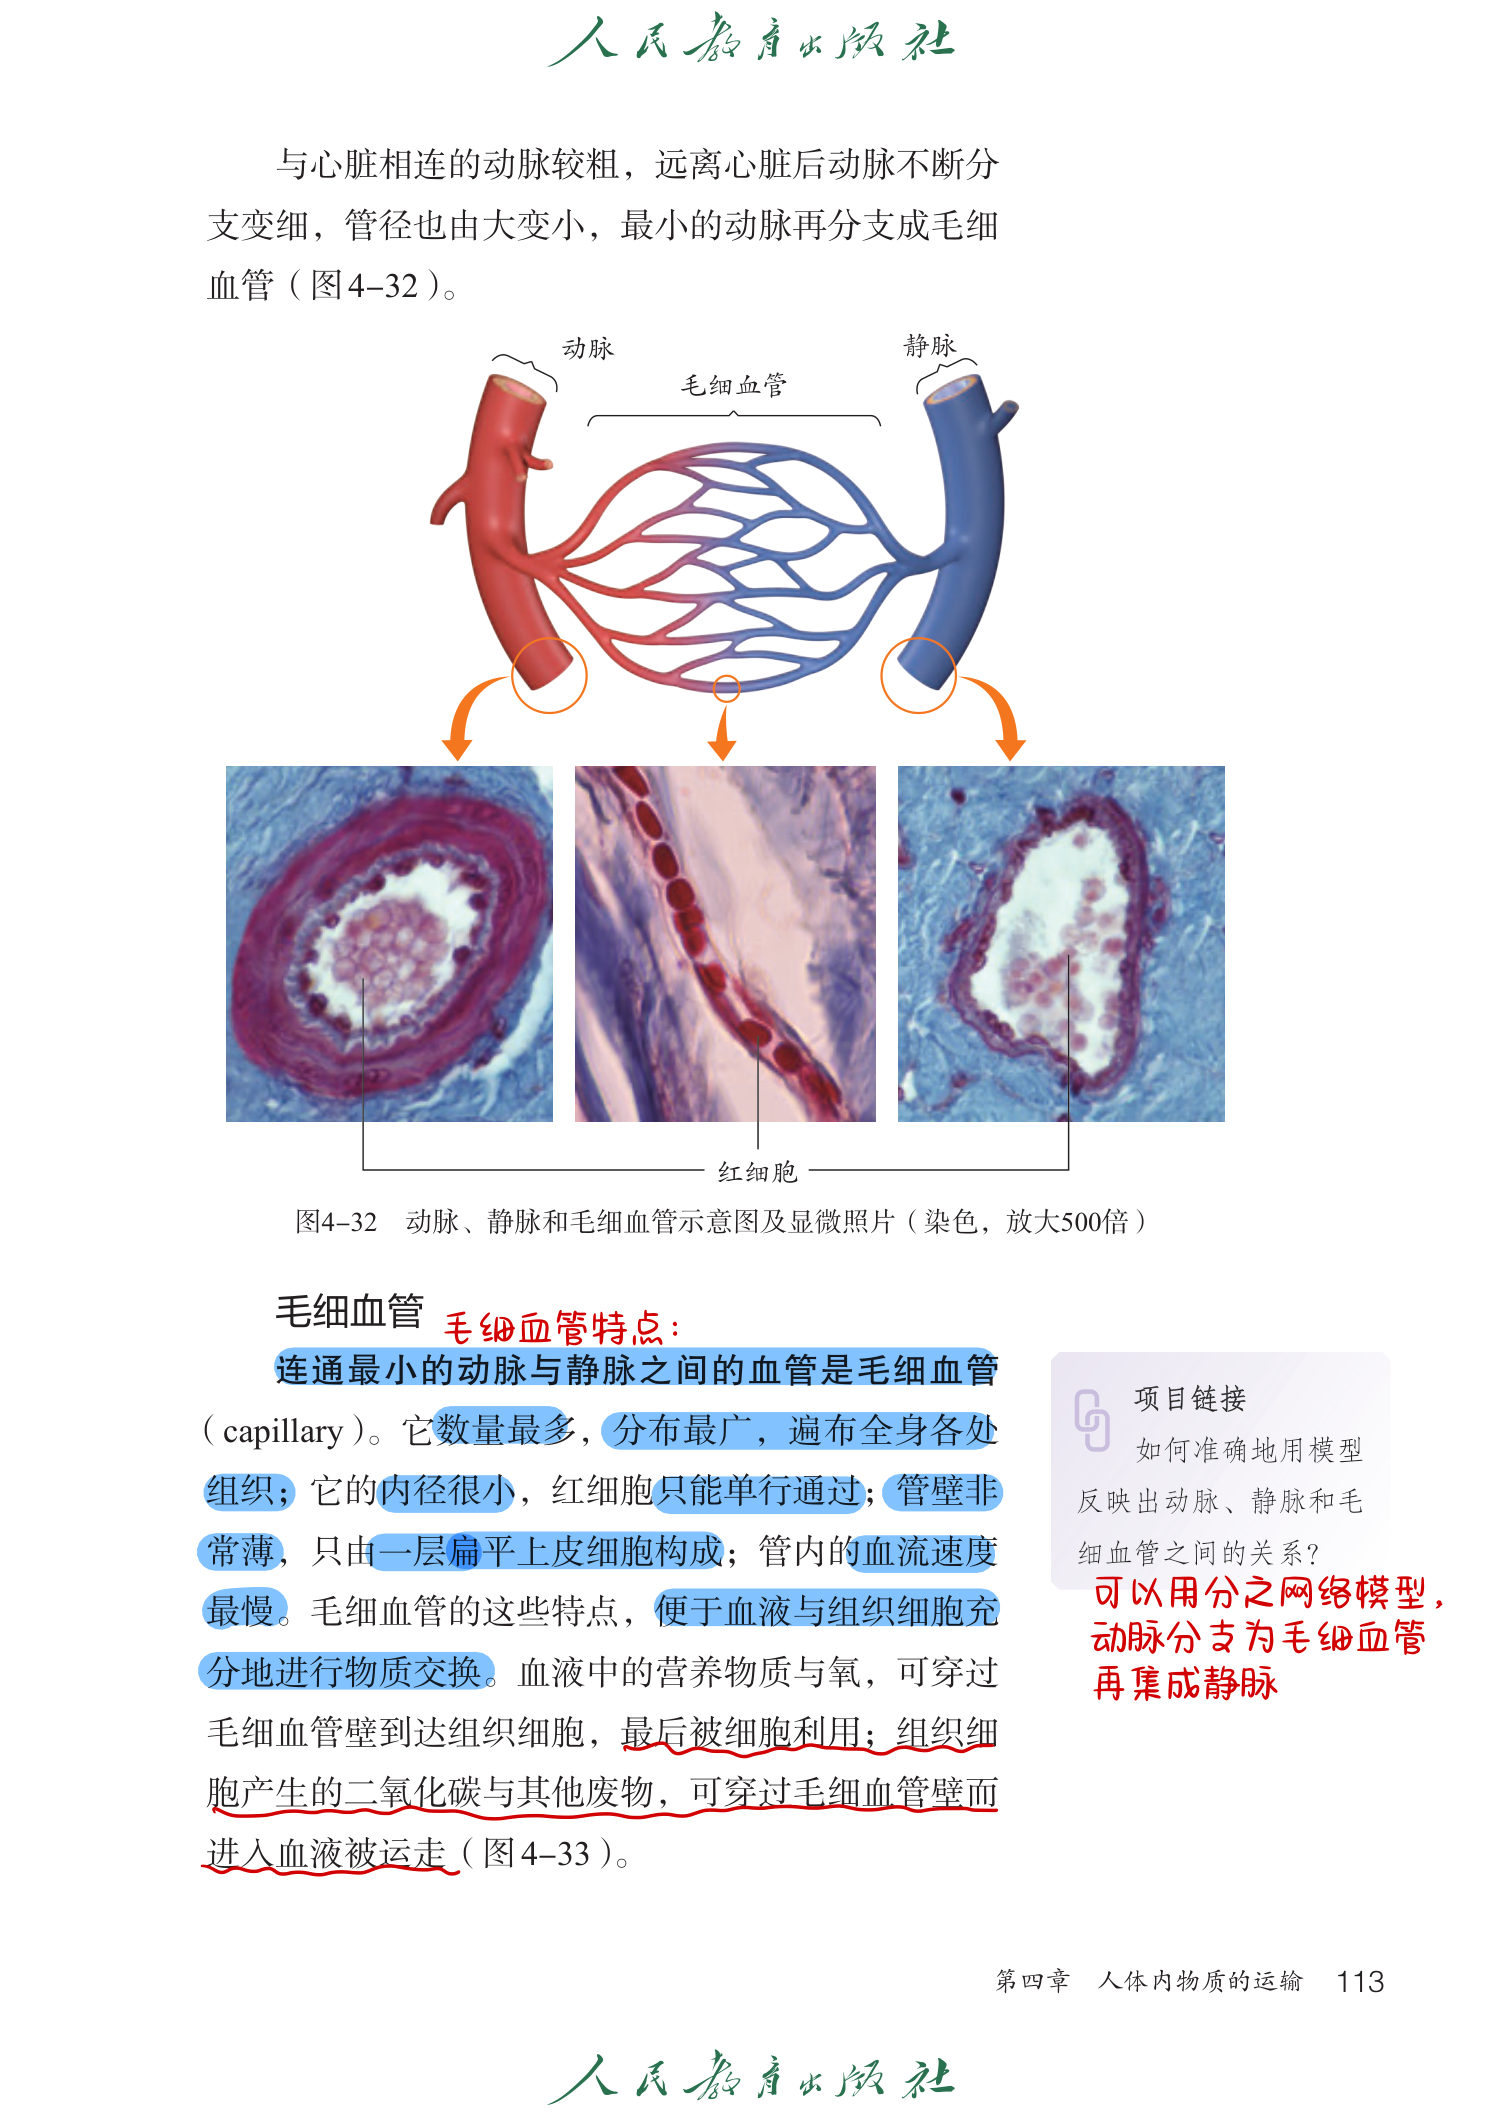 人民教育出版社
与心脏相连的动脉较粗，远离心脏后动脉不断分
支变细，管径也由大变小，最小的动脉再分支成毛细
血管（图4-32）。
动脉
静脉
毛细血管
红细胞
图4-32　动脉、静脉和毛细血管示意图及显微照片（染色，放大500倍）
毛细血管
毛细血管特点：
连通最小的动脉与静脉之间的血管是毛细血管
（capillary）。它数量最多，分布最广，遍布全身各处
组织；它的内径很小，红细胞只能单行通过；管壁非
常薄，只由一层扁平上皮细胞构成；管内的血流速度
最慢。毛细血管的这些特点，便于血液与组织细胞充
分地进行物质交换。血液中的营养物质与氧，可穿过
毛细血管壁到达组织细胞，最后被细胞利用；组织细
胞产生的二氧化碳与其他废物，可穿过毛细血管壁而
进入血液被运走（图4-33）。
项目链接
如何准确地用模型
反映出动脉、静脉和毛
细血管之间的关系？
可以用分之网络模型，
动脉分支为毛细血管
再集成静脉
第四章　人体内物质的运输　113
人民教育出版社